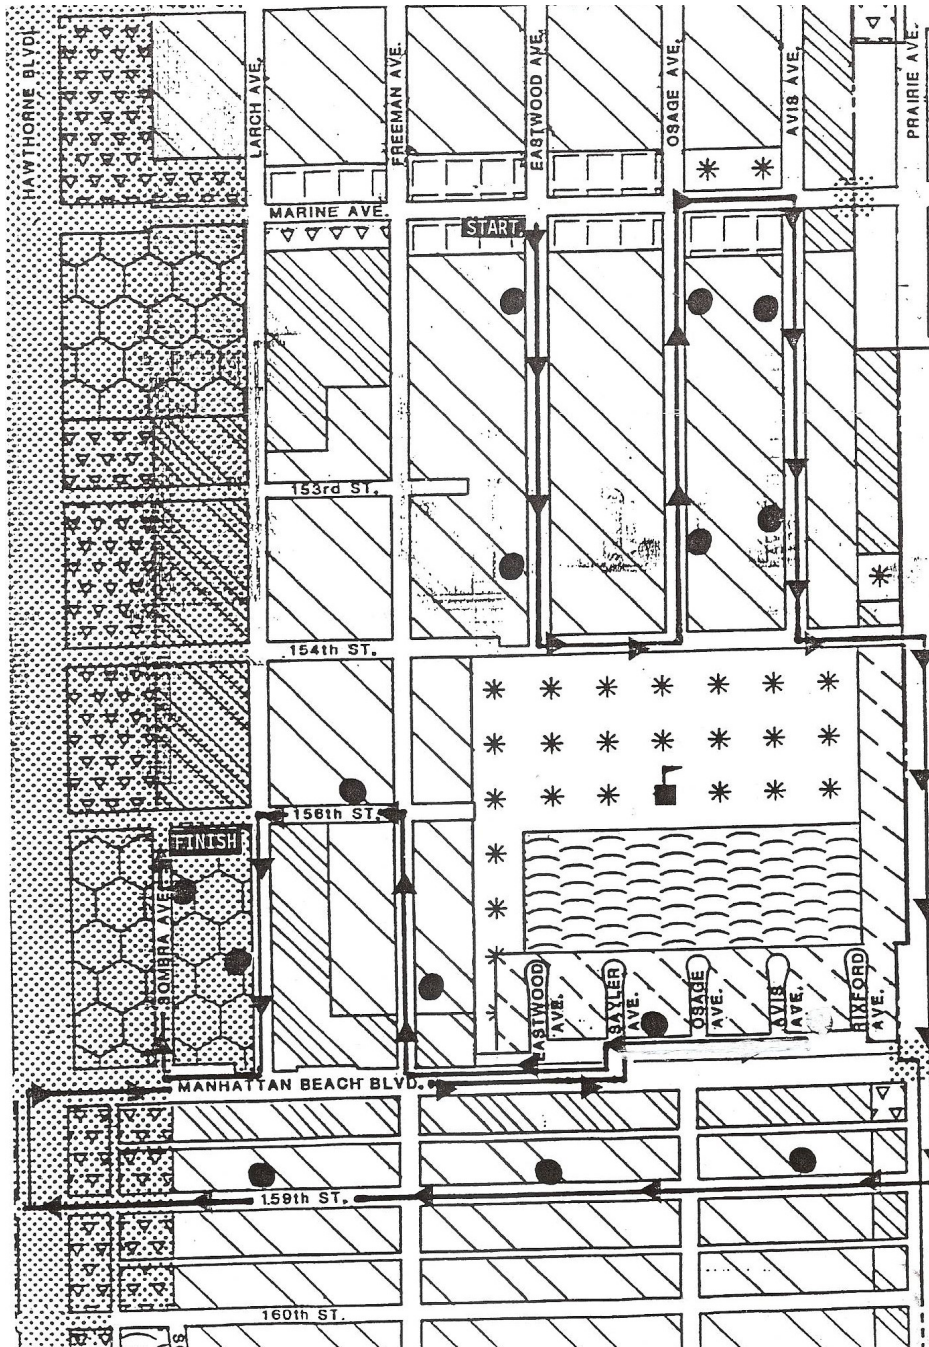 HAWTHORNE BLVD.
LARCH AVE.
FREEMAN AVE.
EASTWOOD AVE.
OSAGE AVE.
AVIS AVE.
PRAIRIE AVE.
MARINE AVE.
START
153rd ST.
154th ST.
156th ST.
FINISH
SOMBRA AVE.
EASTWOOD
AVE.
SAYLER
AVE.
OSAGE
AVE.
AVIS
AVE.
RIXFORD
AVE.
MANHATTAN BEACH BLVD.
159th ST.
160th ST.